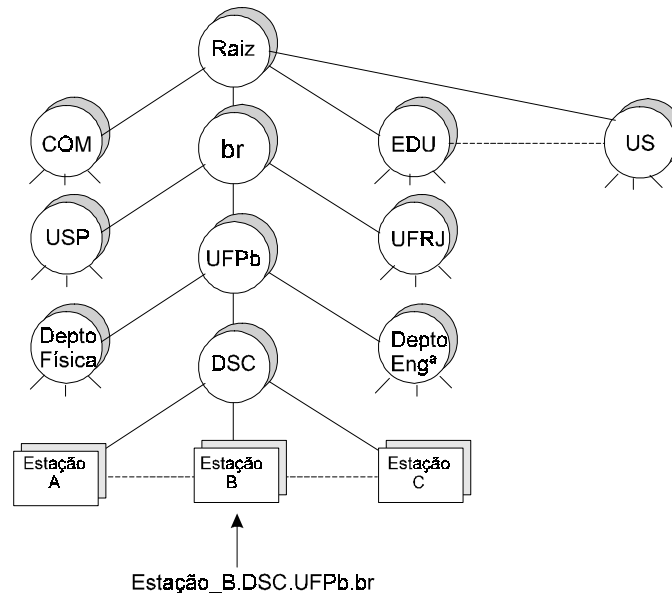 Raiz
COM
br
EDU
US
USP
UFPb
UFRJ
Depto
Física
DSC
Depto
Engª
Estação
A
Estação
B
Estação
C
Estação_B.DSC.UFPb.br